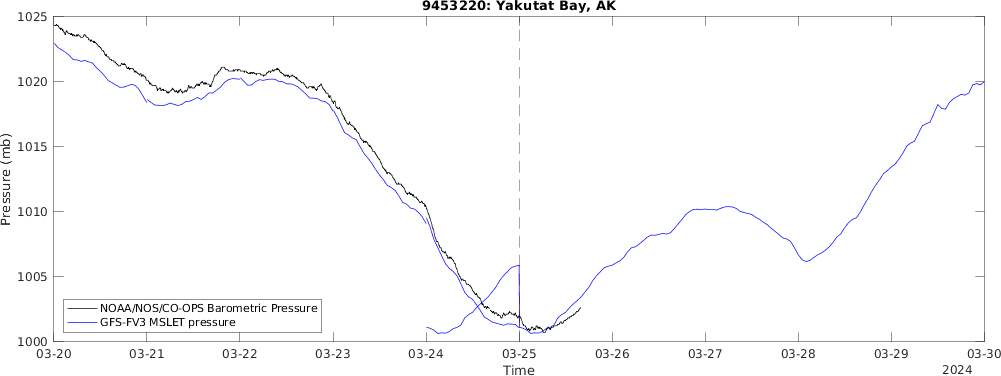 9453220: Yakutat Bay, AK
1025
1020
1015
1010
1005
1000
Pressure (mb)
NOAA/NOS/CO-OPS Barometric Pressure
GFS-FV3 MSLET pressure
03-20 03-21 03-22 03-23 03-24 03-25 03-26 03-27 03-28 03-29 03-30
Time
2024